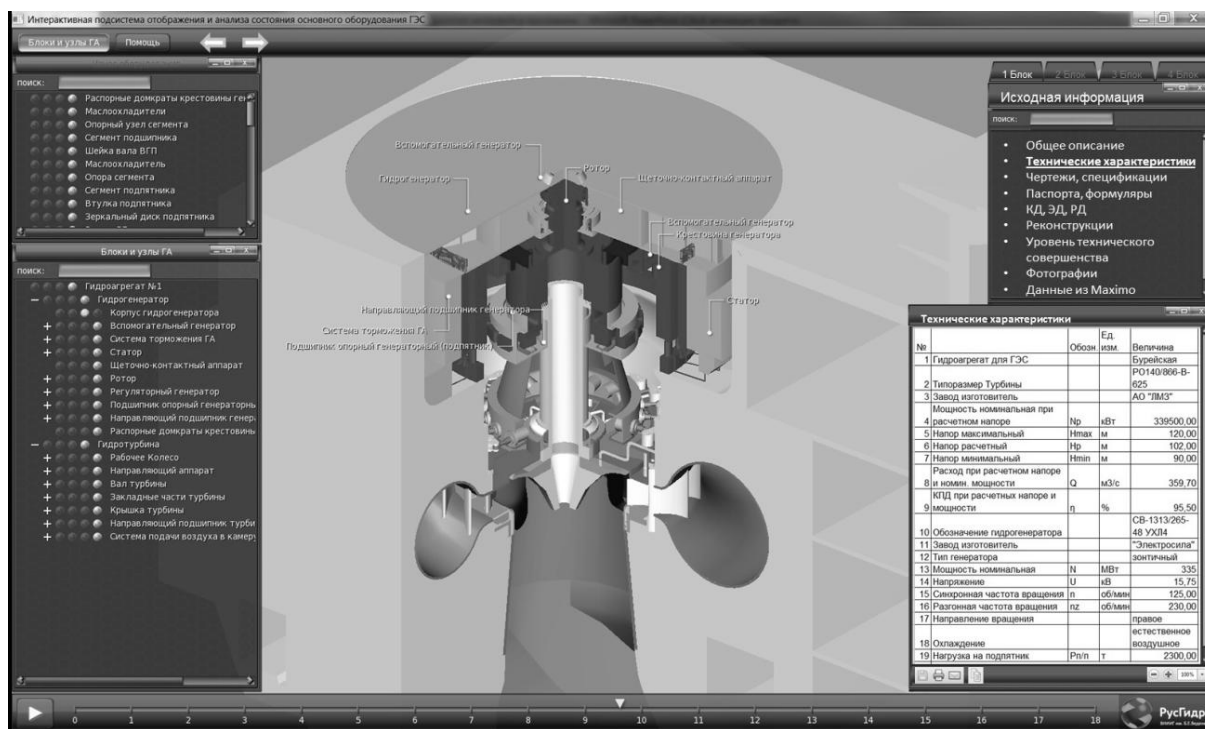 Интерактивная подсистема отображения и анализа состояния основного оборудования ГЭС
Блоки и узлы ГА
Помощь
поиск:
Распорные домкраты крестовины ген
Маслоохладители
Опорный узел сегмента
Сегмент подшипника
Шейка вала ВГП
Маслоохладитель
Опора сегмента
Сегмент подпятника
Втулка подпятника
Зеркальный диск подпятника
Блоки и узлы ГА
поиск:
Гидроагрегат №1
Гидрогенератор
Корпус гидрогенератора
Вспомогательный генератор
Система торможения ГА
Статор
Щеточно-контактный аппарат
Ротор
Регуляторный генератор
Подшипник опорный генераторны
Направляющий подшипник генера
Распорные домкраты крестовины
Гидротурбина
Рабочее Колесо
Направляющий аппарат
Вал турбины
Закладные части турбины
Крышка турбины
Направляющий подшипник турби
Система подачи воздуха в камеру
Вспомогательный генератор
Ротор
Гидрогенератор
Щеточно-контактный аппарат
Вспомогательный генератор
Крестовина генератора
Статор
Направляющий подшипник генератора
Система торможения ГА
Подшипник опорный генераторный (подпятник)
1 Блок
2 Блок
3 Блок
4 Блок
Исходная информация
поиск:
• Общее описание
• Технические характеристики
• Чертежи, спецификации
• Паспорта, формуляры
• КД, ЭД, РД
• Реконструкции
• Уровень технического
совершенства
• Фотографии
• Данные из Maximo
Технические характеристики
№ Обозн. Ед. изм. Величина
1 Гидроагрегат для ГЭС Бурейская
2 Типоразмер Турбины РО140/866-В-625
3 Завод изготовитель АО "ЛМЗ"
Мощность номинальная при
4 расчетном напоре Np кВт 339500,00
5 Напор максимальный Hmax м 120,00
6 Напор расчетный Hp м 102,00
7 Напор минимальный Hmin м 90,00
Расход при расчетном напоре
8 и номин. мощности Q м3/с 359,70
КПД при расчетных напоре и
9 мощности η % 95,50
10 Обозначение гидрогенератора СВ-1313/265-48 УХЛ4
11 Завод изготовитель "Электросила"
12 Тип генератора зонтичный
13 Мощность номинальная N МВт 335
14 Напряжение U кВ 15,75
15 Синхронная частота вращения n об/мин 125,00
16 Разгонная частота вращения nz об/мин 230,00
17 Направление вращения правое
18 Охлаждение естественное воздушное
19 Нагрузка на подпятник Рп/п т 2300,00
100%
0 1 2 3 4 5 6 7 8 9 10 11 12 13 14 15 16 17 18
РусГидр